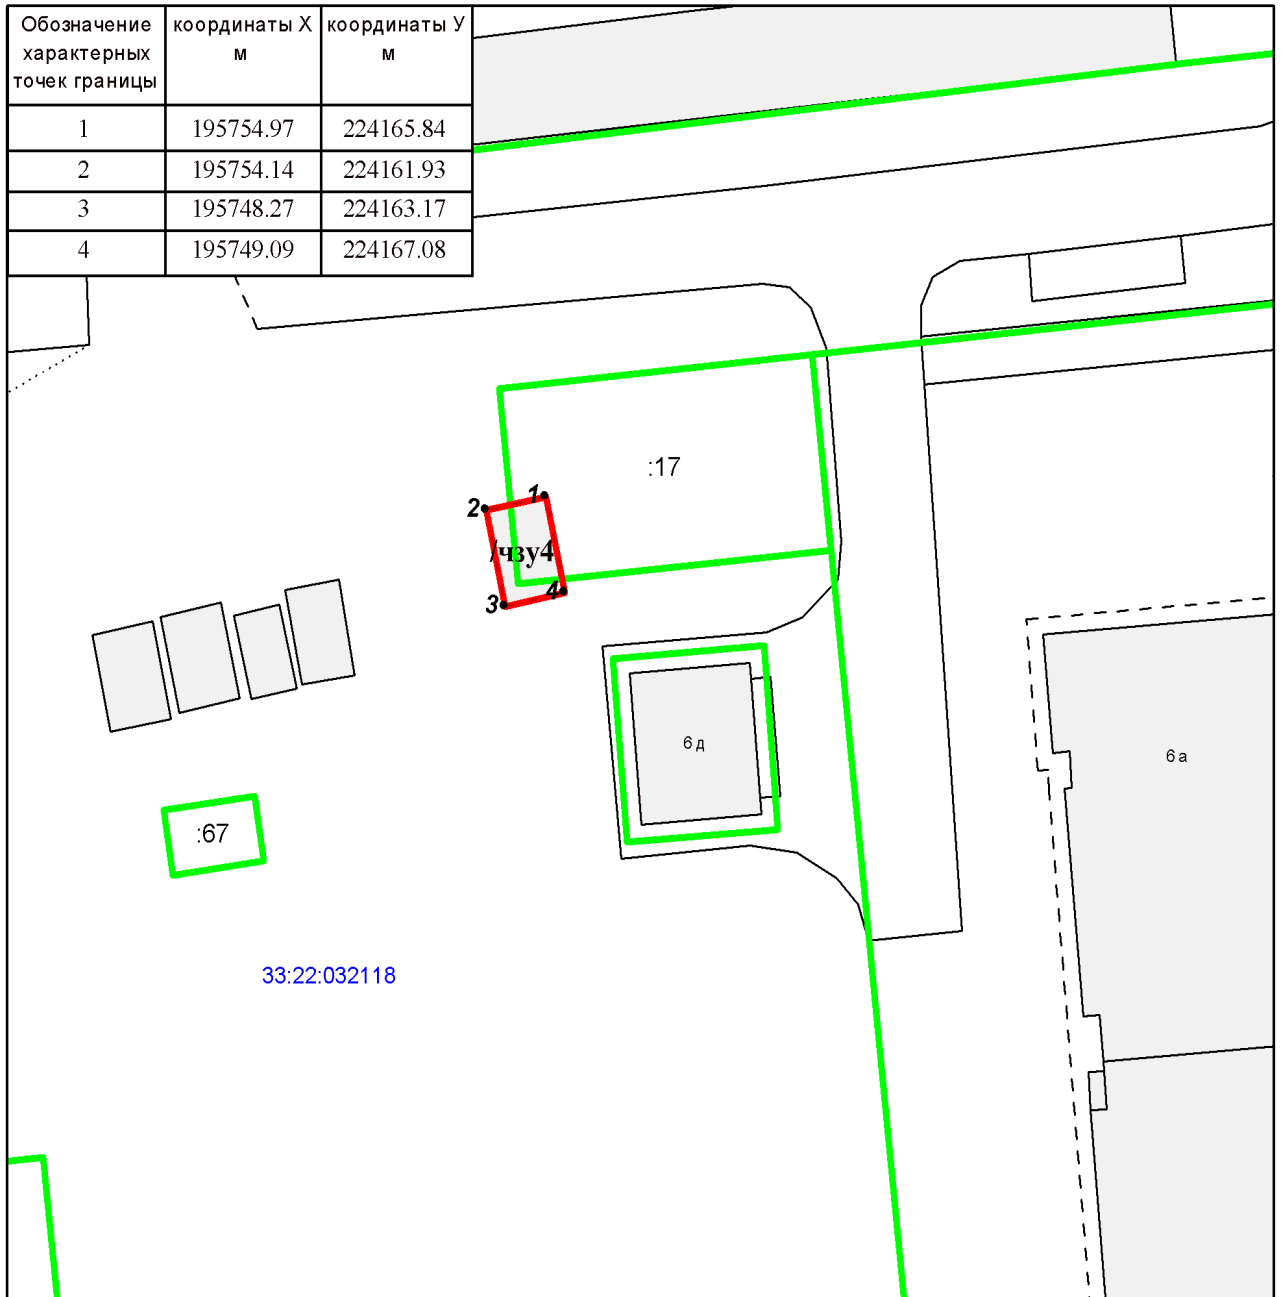 Обозначение характерных точек границы	координаты X м	координаты У м
1	195754.97	224165.84
2	195754.14	224161.93
3	195748.27	224163.17
4	195749.09	224167.08
:17
1
2
/чзу4
4
3
6д
6а
:67
33:22:032118